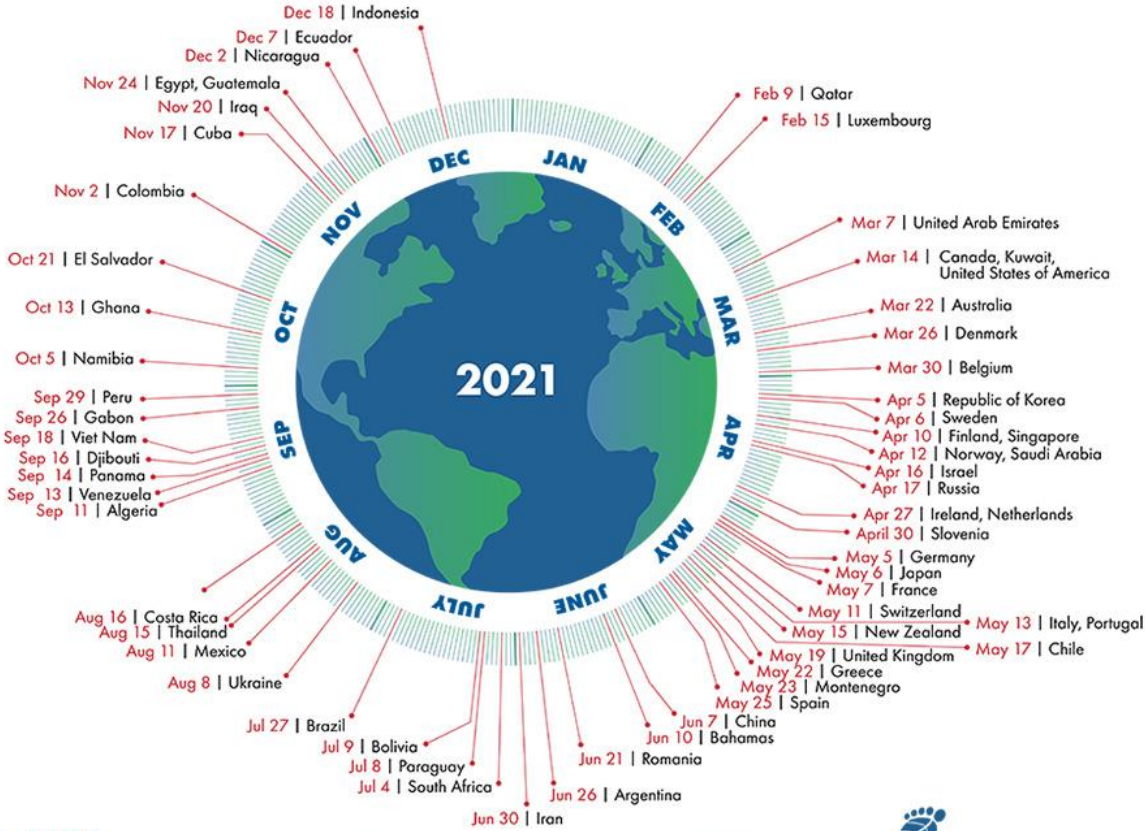 Dec 18 | Indonesia
Dec 7 | Ecuador
Dec 2 | Nicaragua
Nov 24 | Egypt, Guatemala
Nov 20 | Iraq
Nov 17 | Cuba
Nov 2 | Colombia
Oct 21 | El Salvador
Oct 13 | Ghana
Oct 5 | Namibia
Sep 29 | Peru
Sep 26 | Gabon
Sep 18 | Viet Nam
Sep 16 | Djibouti
Sep 14 | Panama
Sep 13 | Venezuela
Sep 11 | Algeria
Aug 16 | Costa Rica
Aug 15 | Thailand
Aug 11 | Mexico
Aug 8 | Ukraine
Jul 27 | Brazil
Jul 9 | Bolivia
Jul 8 | Paraguay
Jul 4 | South Africa
Jun 30 | Iran
Feb 9 | Qatar
Feb 15 | Luxembourg
Mar 7 | United Arab Emirates
Mar 14 | Canada, Kuwait,
United States of America
Mar 22 | Australia
Mar 26 | Denmark
Mar 30 | Belgium
Apr 5 | Republic of Korea
Apr 6 | Sweden
Apr 10 | Finland, Singapore
Apr 12 | Norway, Saudi Arabia
Apr 16 | Israel
Apr 17 | Russia
Apr 27 | Ireland, Netherlands
April 30 | Slovenia
May 5 | Germany
May 6 | Japan
May 7 | France
May 11 | Switzerland
May 13 | Italy, Portugal
May 15 | New Zealand
May 17 | Chile
May 19 | United Kingdom
May 22 | Greece
May 23 | Montenegro
May 25 | Spain
Jun 7 | China
Jun 10 | Bahamas
Jun 21 | Romania
Jun 26 | Argentina
JAN
FEB
MAR
APR
MAY
JUNE
JULY
AUG
SEP
OCT
NOV
DEC
2021